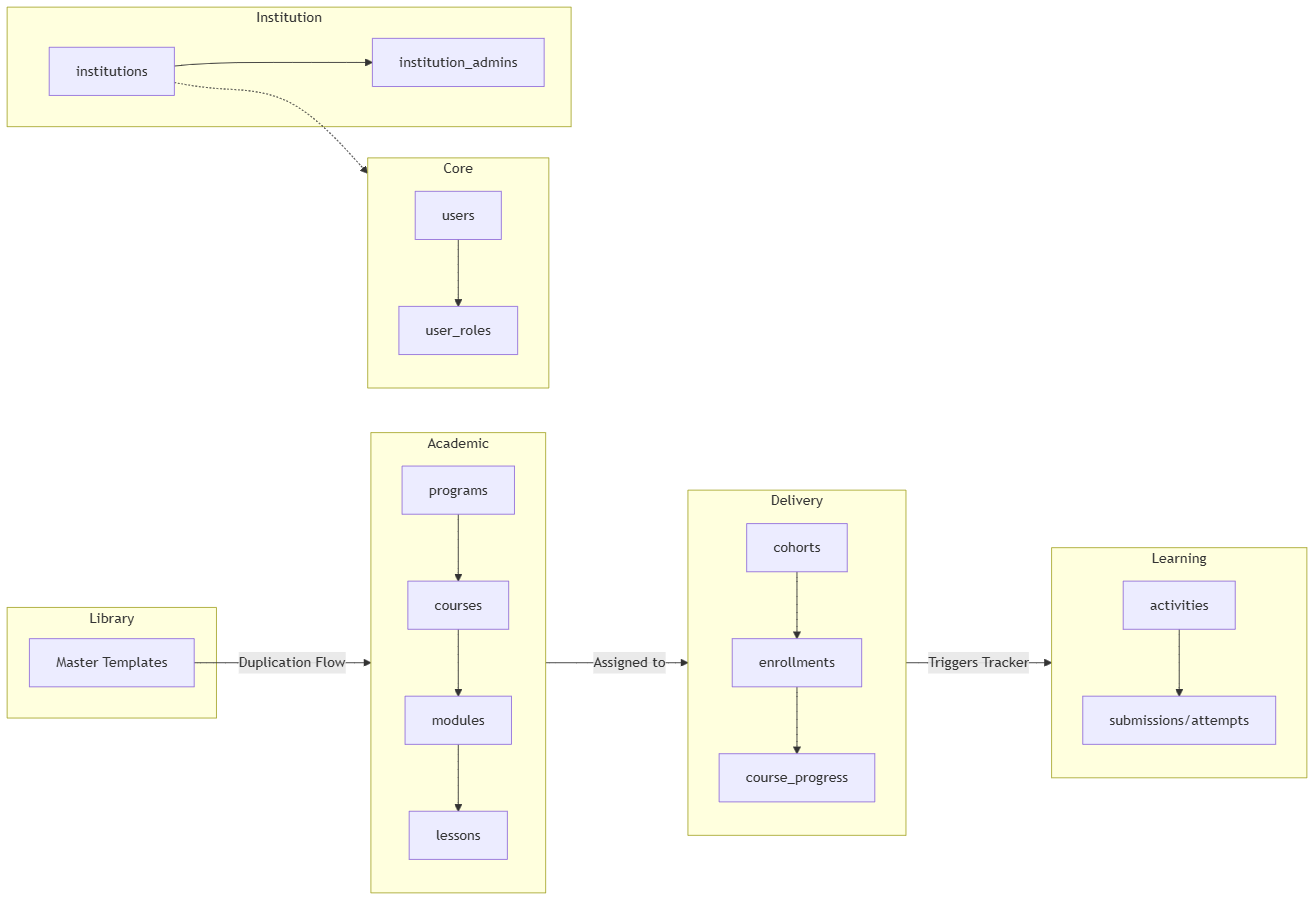 Institution
institutions
institution_admins
Core
users
user_roles
Academic
programs
courses
modules
lessons
Library
Master Templates
Duplication Flow
Assigned to
Delivery
cohorts
enrollments
course_progress
Triggers Tracker
Learning
activities
submissions/attempts